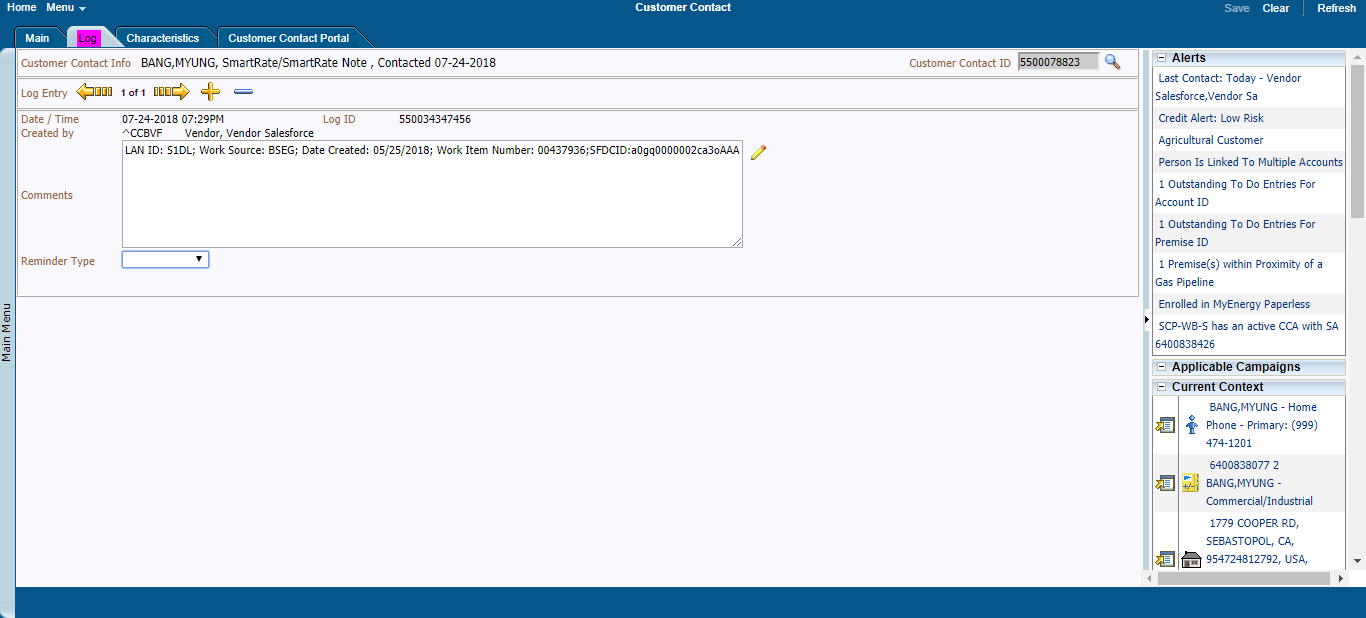 Home Menu Customer Contact Save Clear Refresh
Main Log Characteristics Customer Contact Portal
Customer Contact Info BANG,MYUNG, SmartRate/SmartRate Note , Contacted 07-24-2018 Customer Contact ID 5500078823
Log Entry 1 of 1
Date / Time 07-24-2018 07:29PM Log ID 550034347456
Created by ^CCBVF Vendor, Vendor Salesforce
LAN ID: S1DL; Work Source: BSEG; Date Created: 05/25/2018; Work Item Number: 00437936;SFDCID:a0gq0000002ca3oAAA
Comments
Reminder Type
Main Menu
Alerts
Last Contact: Today - Vendor
Salesforce,Vendor Sa
Credit Alert: Low Risk
Agricultural Customer
Person Is Linked To Multiple Accounts
1 Outstanding To Do Entries For
Account ID
1 Outstanding To Do Entries For
Premise ID
1 Premise(s) within Proximity of a
Gas Pipeline
Enrolled in MyEnergy Paperless
SCP-WB-S has an active CCA with SA
6400838426
Applicable Campaigns
Current Context
BANG,MYUNG - Home
Phone - Primary: (999)
474-1201
6400838077 2
BANG,MYUNG -
Commercial/Industrial
1779 COOPER RD,
SEBASTOPOL, CA,
954724812792, USA,